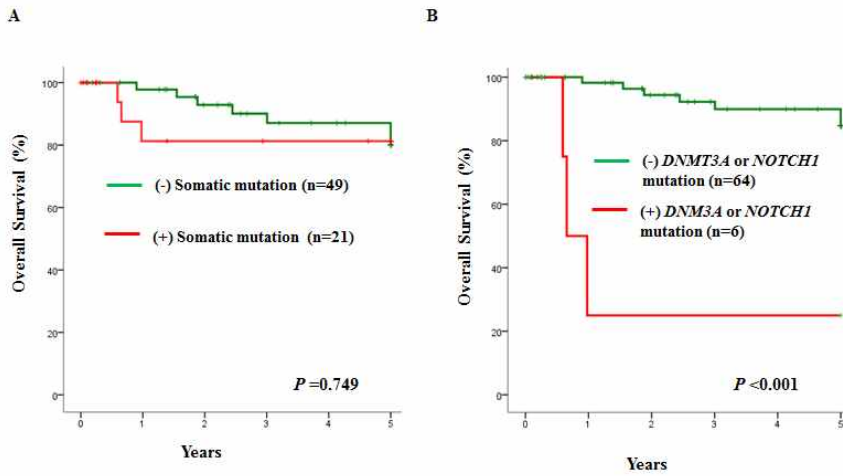 A
B
Overall Survival (%)
100
80
60
40
20
0
(-) Somatic mutation (n=49)
(+) Somatic mutation (n=21)
P =0.749
0 1 2 3 4 5
Years
Overall Survival (%)
100
80
60
40
20
0
(-) DNMT3A or NOTCH1
mutation (n=64)
(+) DNM3A or NOTCH1
mutation (n=6)
P <0.001
0 1 2 3 4 5
Years